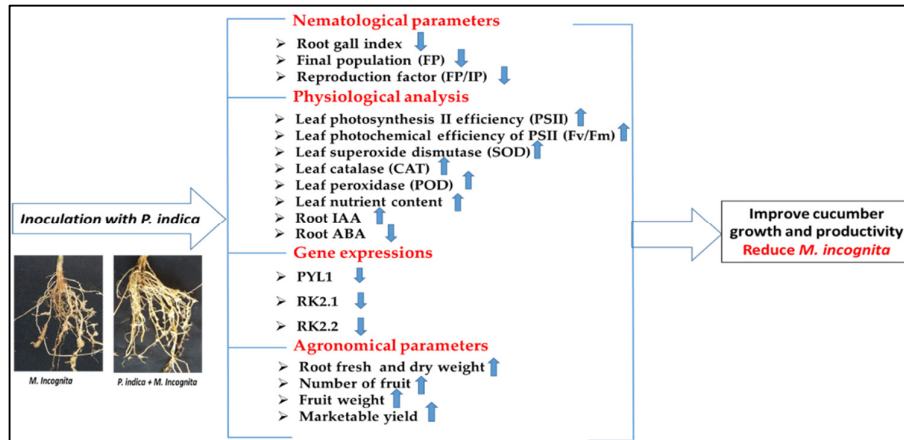 Nematological parameters
➢ Root gall index
➢ Final population (FP)
➢ Reproduction factor (FP/IP)
Physiological analysis
➢ Leaf photosynthesis II efficiency (PSII)
➢ Leaf photochemical efficiency of PSII (Fv/Fm)
➢ Leaf superoxide dismutase (SOD)
➢ Leaf catalase (CAT)
➢ Leaf peroxidase (POD)
➢ Leaf nutrient content
➢ Root IAA
➢ Root ABA
Gene expressions
➢ PYL1
➢ RK2.1
➢ RK2.2
Agronomical parameters
➢ Root fresh and dry weight
➢ Number of fruit
➢ Fruit weight
➢ Marketable yield
Inoculation with P. indica
M. Incognita
P. indica + M. Incognita
Improve cucumber
growth and productivity
Reduce M. incognita